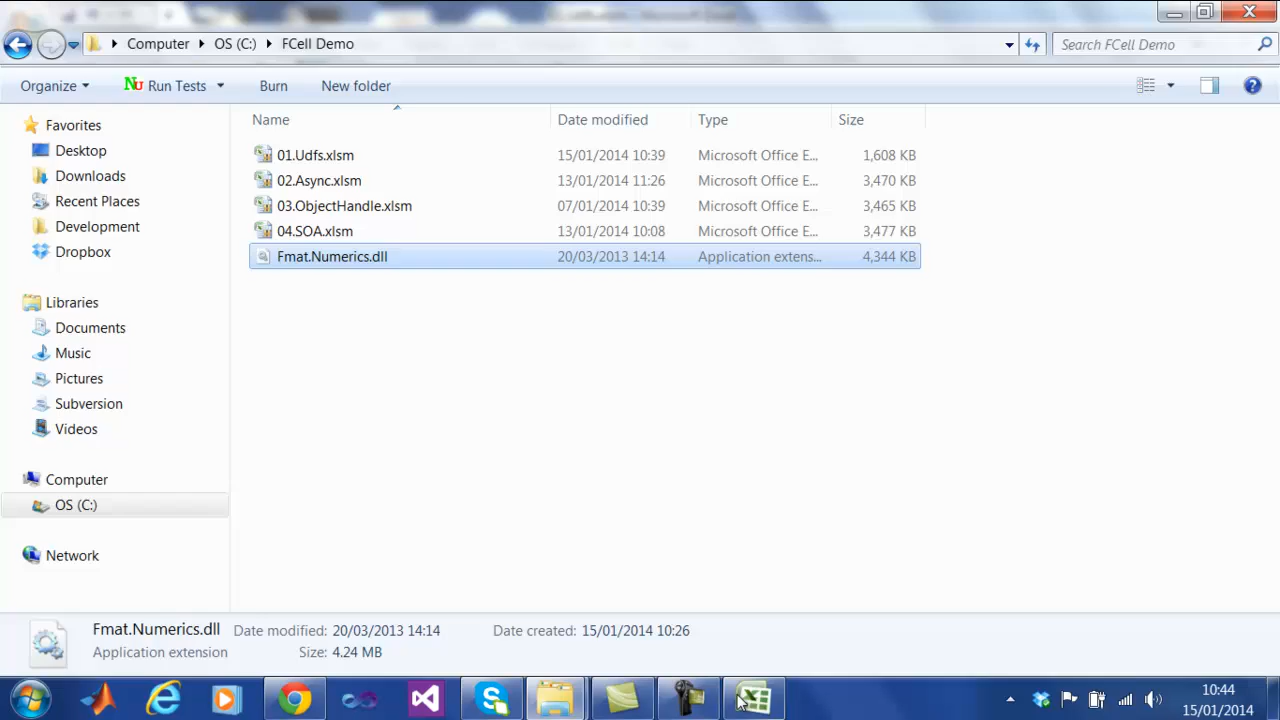 Computer OS (C:) FCell Demo
Search FCell Demo
Organize Run Tests Burn New folder
Name Date modified Type Size
Favorites
Desktop
Downloads
Recent Places
Development
Dropbox
Libraries
Documents
Music
Pictures
Subversion
Videos
Computer
OS (C:)
Network
01.Udfs.xlsm 15/01/2014 10:39 Microsoft Office E... 1,608 KB
02.Async.xlsm 13/01/2014 11:26 Microsoft Office E... 3,470 KB
03.ObjectHandle.xlsm 07/01/2014 10:39 Microsoft Office E... 3,465 KB
04.SOA.xlsm 13/01/2014 10:08 Microsoft Office E... 3,477 KB
Fmat.Numerics.dll 20/03/2013 14:14 Application extens... 4,344 KB
Fmat.Numerics.dll Date modified: 20/03/2013 14:14 Date created: 15/01/2014 10:26
Application extension Size: 4.24 MB
10:44
15/01/2014